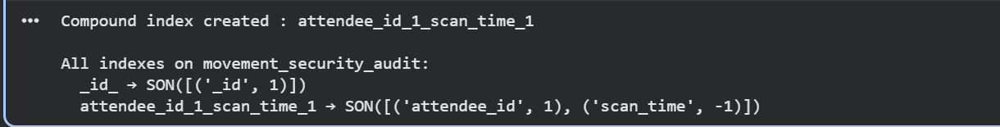 ••• Compound index created : attendee_id_1_scan_time_1
All indexes on movement_security_audit:
_id_ → SON([('_id', 1)])
attendee_id_1_scan_time_1 → SON([('attendee_id', 1), ('scan_time', -1)])